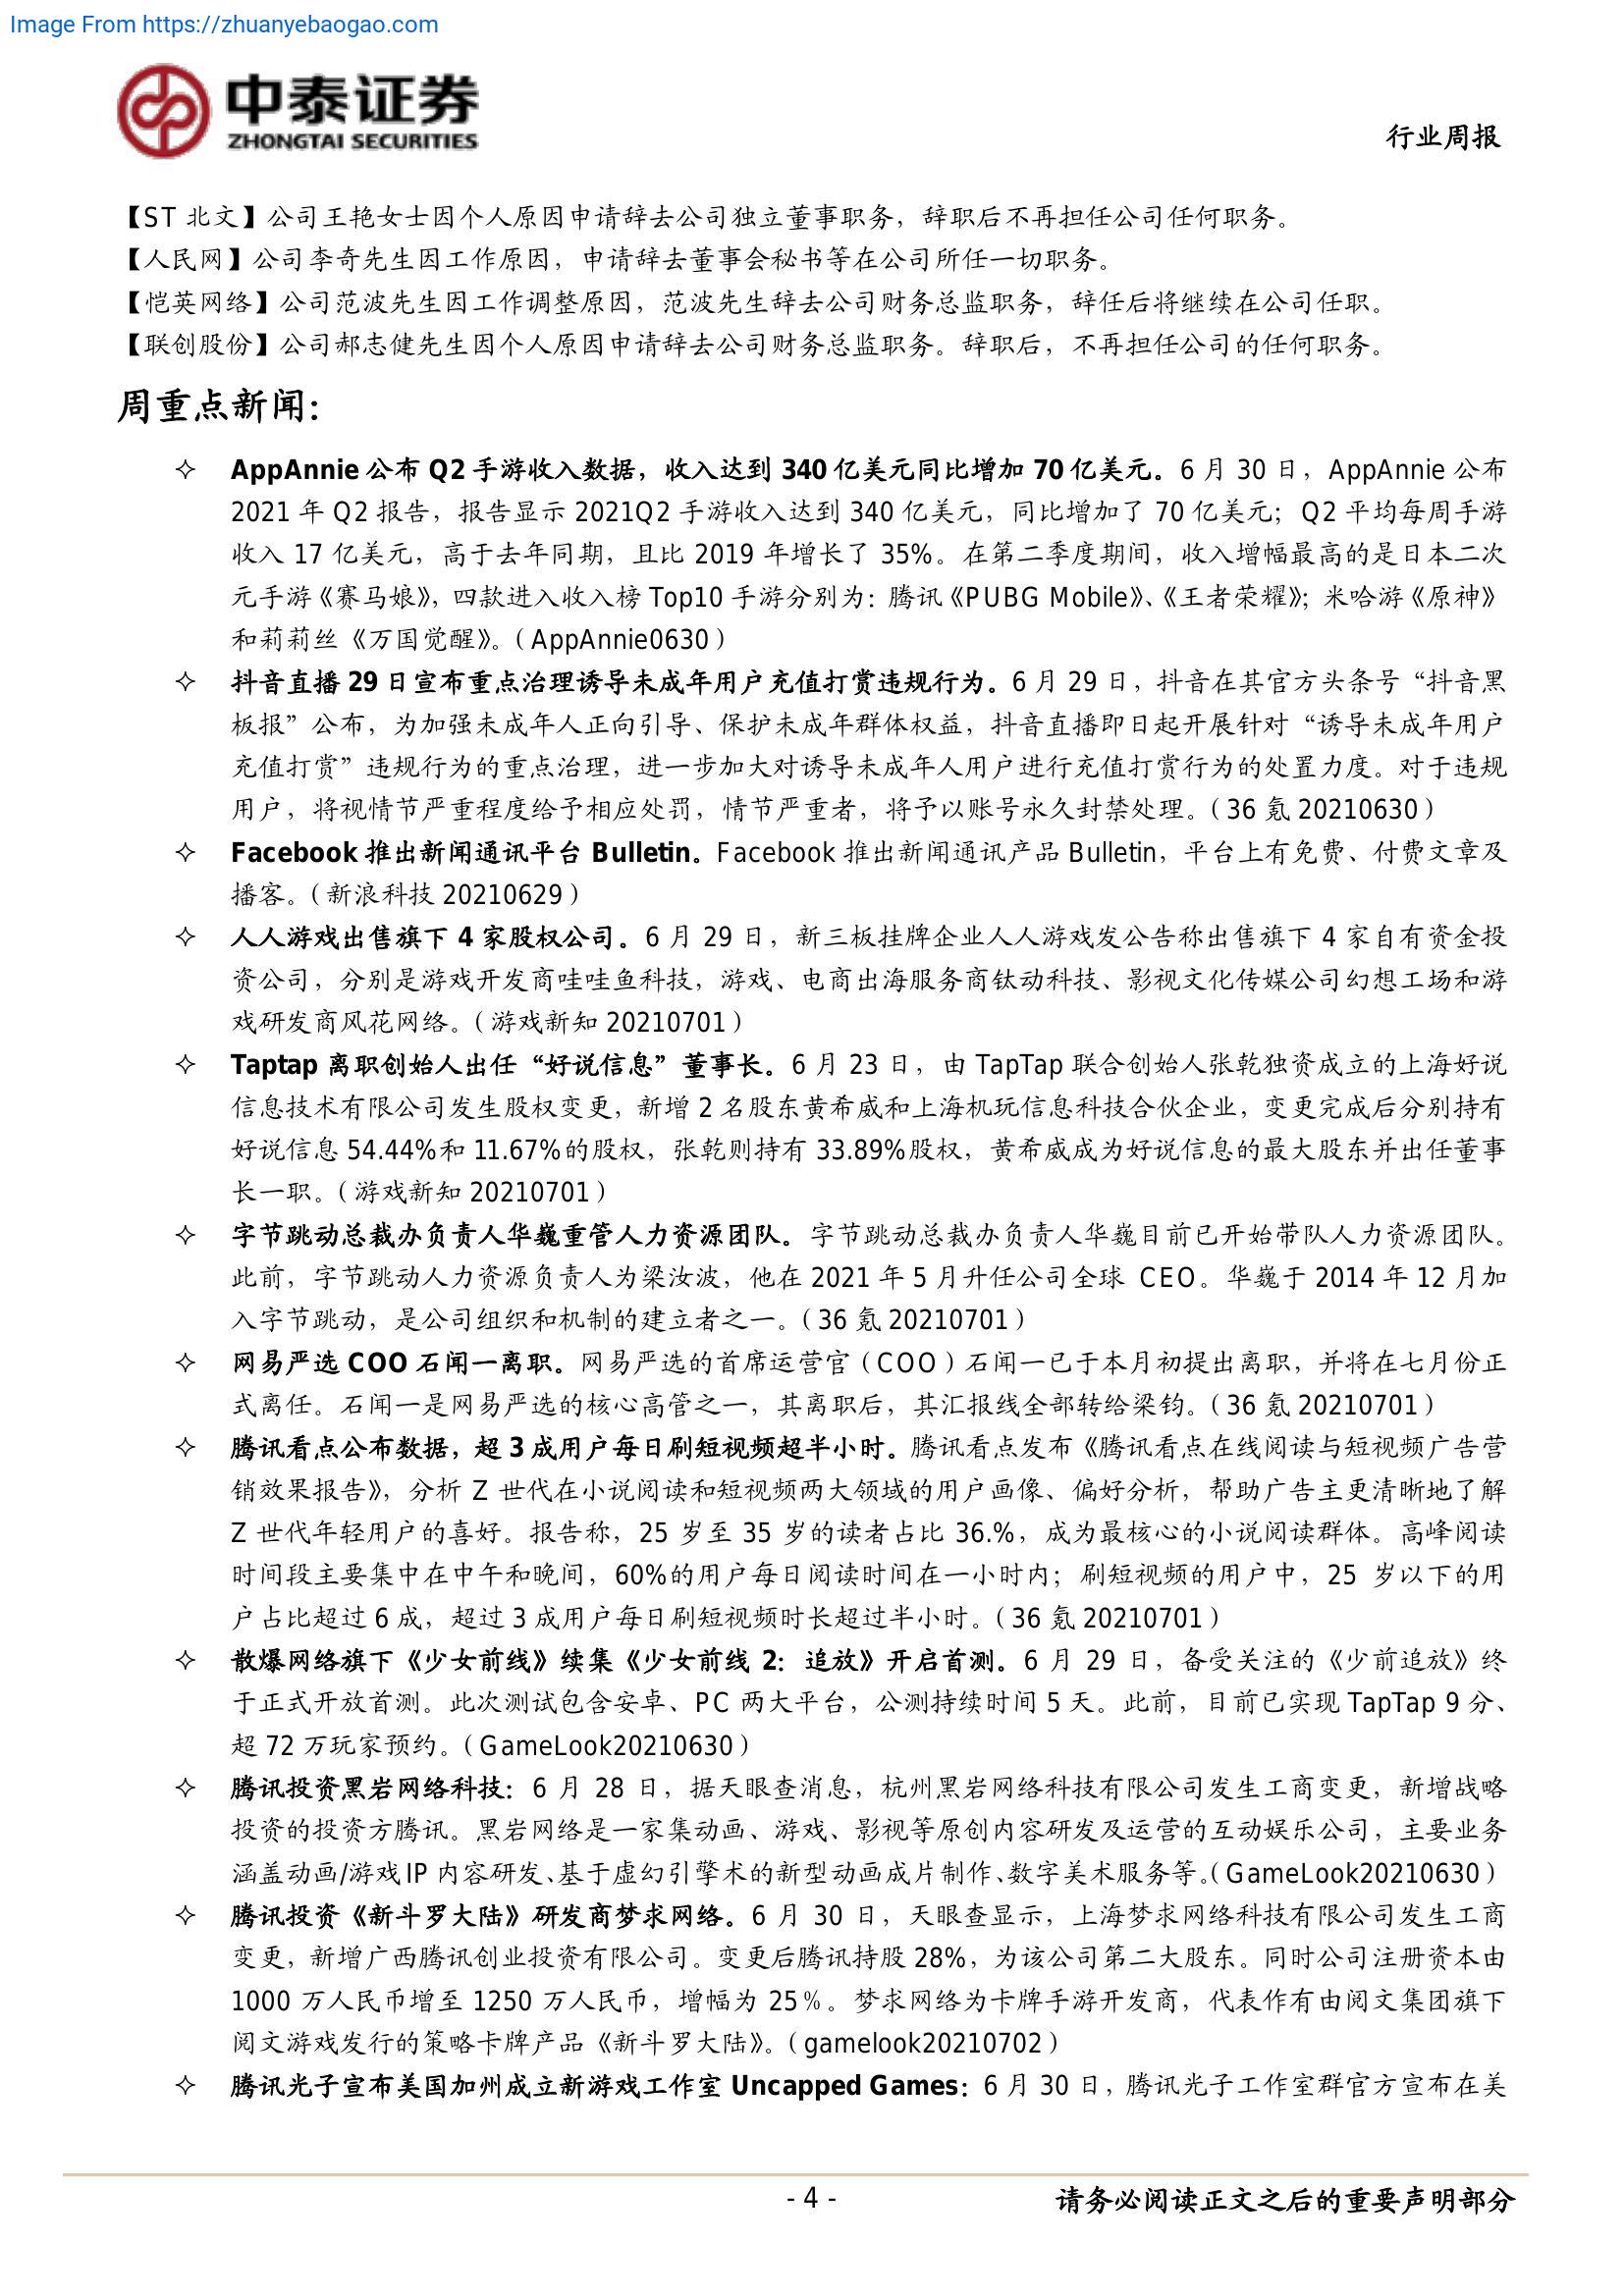 Image From https://zhuanyebaogao.com
中泰证券
ZHONGTAI SECURITIES
行业周报
【ST 北文】公司王艳女士因个人原因申请辞去公司独立董事职务，辞职后不再担任公司任何职务。
【人民网】公司李奇先生因工作原因，申请辞去董事会秘书等在公司所任一切职务。
【恺英网络】公司范波先生因工作调整原因，范波先生辞去公司财务总监职务，辞任后将继续在公司任职。
【联创股份】公司郝志健先生因个人原因申请辞去公司财务总监职务。辞职后，不再担任公司的任何职务。
周重点新闻：
✧ AppAnnie 公布 Q2 手游收入数据，收入达到 340 亿美元同比增加 70 亿美元。6 月 30 日，AppAnnie 公布
2021 年 Q2 报告，报告显示 2021Q2 手游收入达到 340 亿美元，同比增加了 70 亿美元；Q2 平均每周手游
收入 17 亿美元，高于去年同期，且比 2019 年增长了 35%。在第二季度期间，收入增幅最高的是日本二次
元手游《赛马娘》，四款进入收入榜 Top10 手游分别为：腾讯《PUBG Mobile》、《王者荣耀》；米哈游《原神》
和莉莉丝《万国觉醒》。（AppAnnie0630）
✧ 抖音直播 29 日宣布重点治理诱导未成年用户充值打赏违规行为。6 月 29 日，抖音在其官方头条号“抖音黑
板报”公布，为加强未成年人正向引导、保护未成年群体权益，抖音直播即日起开展针对“诱导未成年用户
充值打赏”违规行为的重点治理，进一步加大对诱导未成年人用户进行充值打赏行为的处置力度。对于违规
用户，将视情节严重程度给予相应处罚，情节严重者，将予以账号永久封禁处理。（36 氪 20210630）
✧ Facebook 推出新闻通讯平台 Bulletin。Facebook 推出新闻通讯产品 Bulletin，平台上有免费、付费文章及
播客。（新浪科技 20210629）
✧ 人人游戏出售旗下 4 家股权公司。6 月 29 日，新三板挂牌企业人人游戏发公告称出售旗下 4 家自有资金投
资公司，分别是游戏开发商哇哇鱼科技，游戏、电商出海服务商钛动科技、影视文化传媒公司幻想工场和游
戏研发商风花网络。（游戏新知 20210701）
✧ Taptap 离职创始人出任“好说信息”董事长。6 月 23 日，由 TapTap 联合创始人张乾独资成立的上海好说
信息技术有限公司发生股权变更，新增 2 名股东黄希威和上海机玩信息科技合伙企业，变更完成后分别持有
好说信息 54.44%和 11.67%的股权，张乾则持有 33.89%股权，黄希威成为好说信息的最大股东并出任董事
长一职。（游戏新知 20210701）
✧ 字节跳动总裁办负责人华巍重管人力资源团队。字节跳动总裁办负责人华巍目前已开始带队人力资源团队。
此前，字节跳动人力资源负责人为梁汝波，他在 2021 年 5 月升任公司全球 CEO。华巍于 2014 年 12 月加
入字节跳动，是公司组织和机制的建立者之一。（36 氪 20210701）
✧ 网易严选 COO 石闻一离职。网易严选的首席运营官（COO）石闻一已于本月初提出离职，并将在七月份正
式离任。石闻一是网易严选的核心高管之一，其离职后，其汇报线全部转给梁钧。（36 氪 20210701）
✧ 腾讯看点公布数据，超 3 成用户每日刷短视频超半小时。腾讯看点发布《腾讯看点在线阅读与短视频广告营
销效果报告》，分析 Z 世代在小说阅读和短视频两大领域的用户画像、偏好分析，帮助广告主更清晰地了解
Z 世代年轻用户的喜好。报告称，25 岁至 35 岁的读者占比 36.%，成为最核心的小说阅读群体。高峰阅读
时间段主要集中在中午和晚间，60%的用户每日阅读时间在一小时内；刷短视频的用户中，25 岁以下的用
户占比超过 6 成，超过 3 成用户每日刷短视频时长超过半小时。（36 氪 20210701）
✧ 散爆网络旗下《少女前线》续集《少女前线 2：追放》开启首测。6 月 29 日，备受关注的《少前追放》终
于正式开放首测。此次测试包含安卓、PC 两大平台，公测持续时间 5 天。此前，目前已实现 TapTap 9 分、
超 72 万玩家预约。（GameLook20210630）
✧ 腾讯投资黑岩网络科技：6 月 28 日，据天眼查消息，杭州黑岩网络科技有限公司发生工商变更，新增战略
投资的投资方腾讯。黑岩网络是一家集动画、游戏、影视等原创内容研发及运营的互动娱乐公司，主要业务
涵盖动画/游戏 IP 内容研发、基于虚幻引擎术的新型动画成片制作、数字美术服务等。（GameLook20210630）
✧ 腾讯投资《新斗罗大陆》研发商梦求网络。6 月 30 日，天眼查显示，上海梦求网络科技有限公司发生工商
变更，新增广西腾讯创业投资有限公司。变更后腾讯持股 28%，为该公司第二大股东。同时公司注册资本由
1000 万人民币增至 1250 万人民币，增幅为 25％。梦求网络为卡牌手游开发商，代表作有由阅文集团旗下
阅文游戏发行的策略卡牌产品《新斗罗大陆》。（gamelook20210702）
✧ 腾讯光子宣布美国加州成立新游戏工作室 Uncapped Games：6 月 30 日，腾讯光子工作室群官方宣布在美
- 4 -
请务必阅读正文之后的重要声明部分